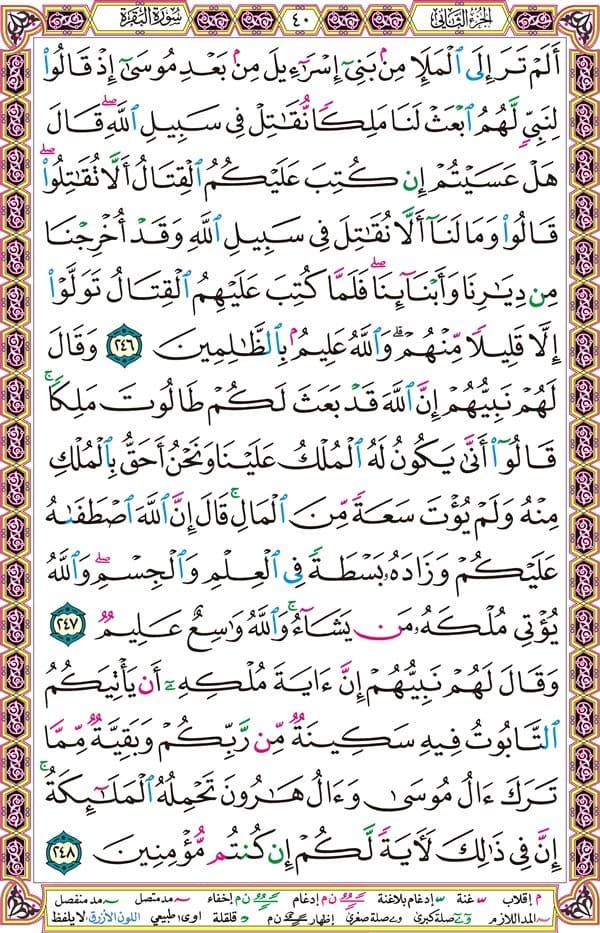 الجزء الثاني ٤٠ سورة البقرة
أَلَمْ تَرَ إِلَى ٱلْمَلَإِ مِنۢ بَنِىٓ إِسْرَٰٓءِيلَ مِنۢ بَعْدِ مُوسَىٰٓ إِذْ قَالُوا۟
لِنَبِىٍّ لَّهُمُ ٱبْعَثْ لَنَا مَلِكًا نُّقَٰتِلْ فِى سَبِيلِ ٱللَّهِ ۖ قَالَ
هَلْ عَسَيْتُمْ إِن كُتِبَ عَلَيْكُمُ ٱلْقِتَالُ أَلَّا تُقَٰتِلُوا۟ ۖ
قَالُوا۟ وَمَا لَنَآ أَلَّا نُقَٰتِلَ فِى سَبِيلِ ٱللَّهِ وَقَدْ أُخْرِجْنَا
مِن دِيَٰرِنَا وَأَبْنَآئِنَا ۖ فَلَمَّا كُتِبَ عَلَيْهِمُ ٱلْقِتَالُ تَوَلَّوْا۟
إِلَّا قَلِيلًا مِّنْهُمْ ۗ وَٱللَّهُ عَلِيمٌۢ بِٱلظَّٰلِمِينَ ٢٤٦ وَقَالَ
لَهُمْ نَبِيُّهُمْ إِنَّ ٱللَّهَ قَدْ بَعَثَ لَكُمْ طَالُوتَ مَلِكًا ۚ
قَالُوٓا۟ أَنَّىٰ يَكُونُ لَهُ ٱلْمُلْكُ عَلَيْنَا وَنَحْنُ أَحَقُّ بِٱلْمُلْكِ
مِنْهُ وَلَمْ يُؤْتَ سَعَةً مِّنَ ٱلْمَالِ ۚ قَالَ إِنَّ ٱللَّهَ ٱصْطَفَىٰهُ
عَلَيْكُمْ وَزَادَهُۥ بَسْطَةً فِى ٱلْعِلْمِ وَٱلْجِسْمِ ۖ وَٱللَّهُ
يُؤْتِى مُلْكَهُۥ مَن يَشَآءُ ۚ وَٱللَّهُ وَٰسِعٌ عَلِيمٌ ٢٤٧
وَقَالَ لَهُمْ نَبِيُّهُمْ إِنَّ ءَايَةَ مُلْكِهِۦٓ أَن يَأْتِيَكُمُ
ٱلتَّابُوتُ فِيهِ سَكِينَةٌ مِّن رَّبِّكُمْ وَبَقِيَّةٌ مِّمَّا
تَرَكَ ءَالُ مُوسَىٰ وَءَالُ هَٰرُونَ تَحْمِلُهُ ٱلْمَلَٰٓئِكَةُ ۚ
إِنَّ فِى ذَٰلِكَ لَءَايَةً لَّكُمْ إِن كُنتُم مُّؤْمِنِينَ ٢٤٨
م إقلاب غنة إدغام بلاغنة ن م إدغام ن م إخفاء مد متصل مد منفصل
المد اللازم صلة كبرى صلة صغرى إظهار ن م قلقلة اوى طبيعي اللون الأزرق لا يلفظ